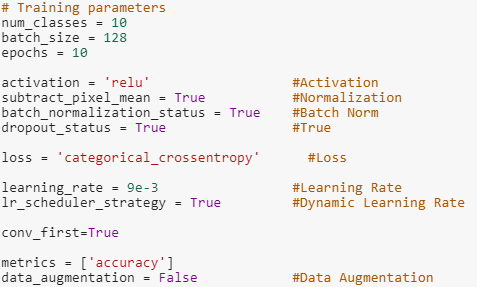 # Training parameters
num_classes = 10
batch_size = 128
epochs = 10
activation = 'relu' #Activation
subtract_pixel_mean = True #Normalization
batch_normalization_status = True #Batch Norm
dropout_status = True #True
loss = 'categorical_crossentropy' #Loss
learning_rate = 9e-3 #Learning Rate
lr_scheduler_strategy = True #Dynamic Learning Rate
conv_first=True
metrics = ['accuracy']
data_augmentation = False #Data Augmentation